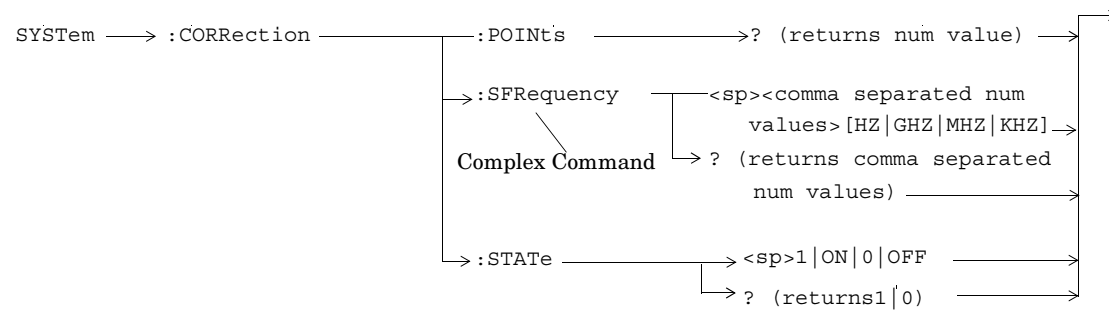 SYSTem :CORRection :POINts ? (returns num value)
:SFRequency <sp><comma separated num
values>[HZ|GHZ|MHZ|KHZ]
Complex Command ? (returns comma separated
num values)
:STATe <sp>1|ON|0|OFF
? (returns1|0)